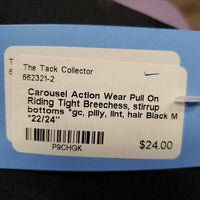 The Tack Collector
662321-2
Carousel Action Wear Pull On
Riding Tight Breechess, stirrup
bottoms *gc, pilly, lint, hair Black M
"22/24"
P9CHGK
$24.00